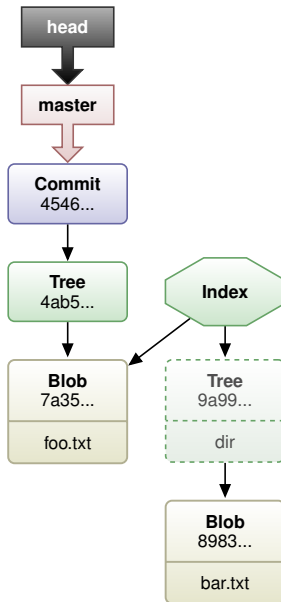 head
master
Commit
4546...
Tree
4ab5...
Index
Blob
7a35...
foo.txt
Tree
9a99...
dir
Blob
8983...
bar.txt